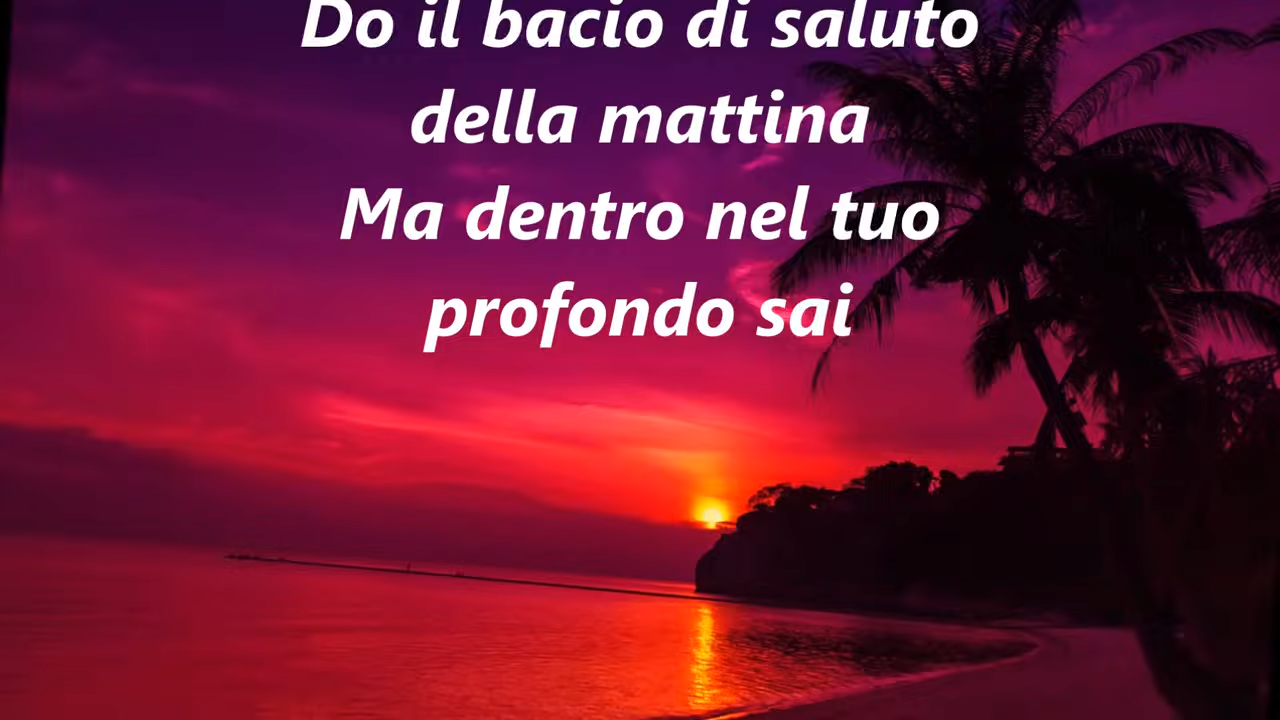 Do il bacio di saluto
della mattina
Ma dentro nel tuo
profondo sai